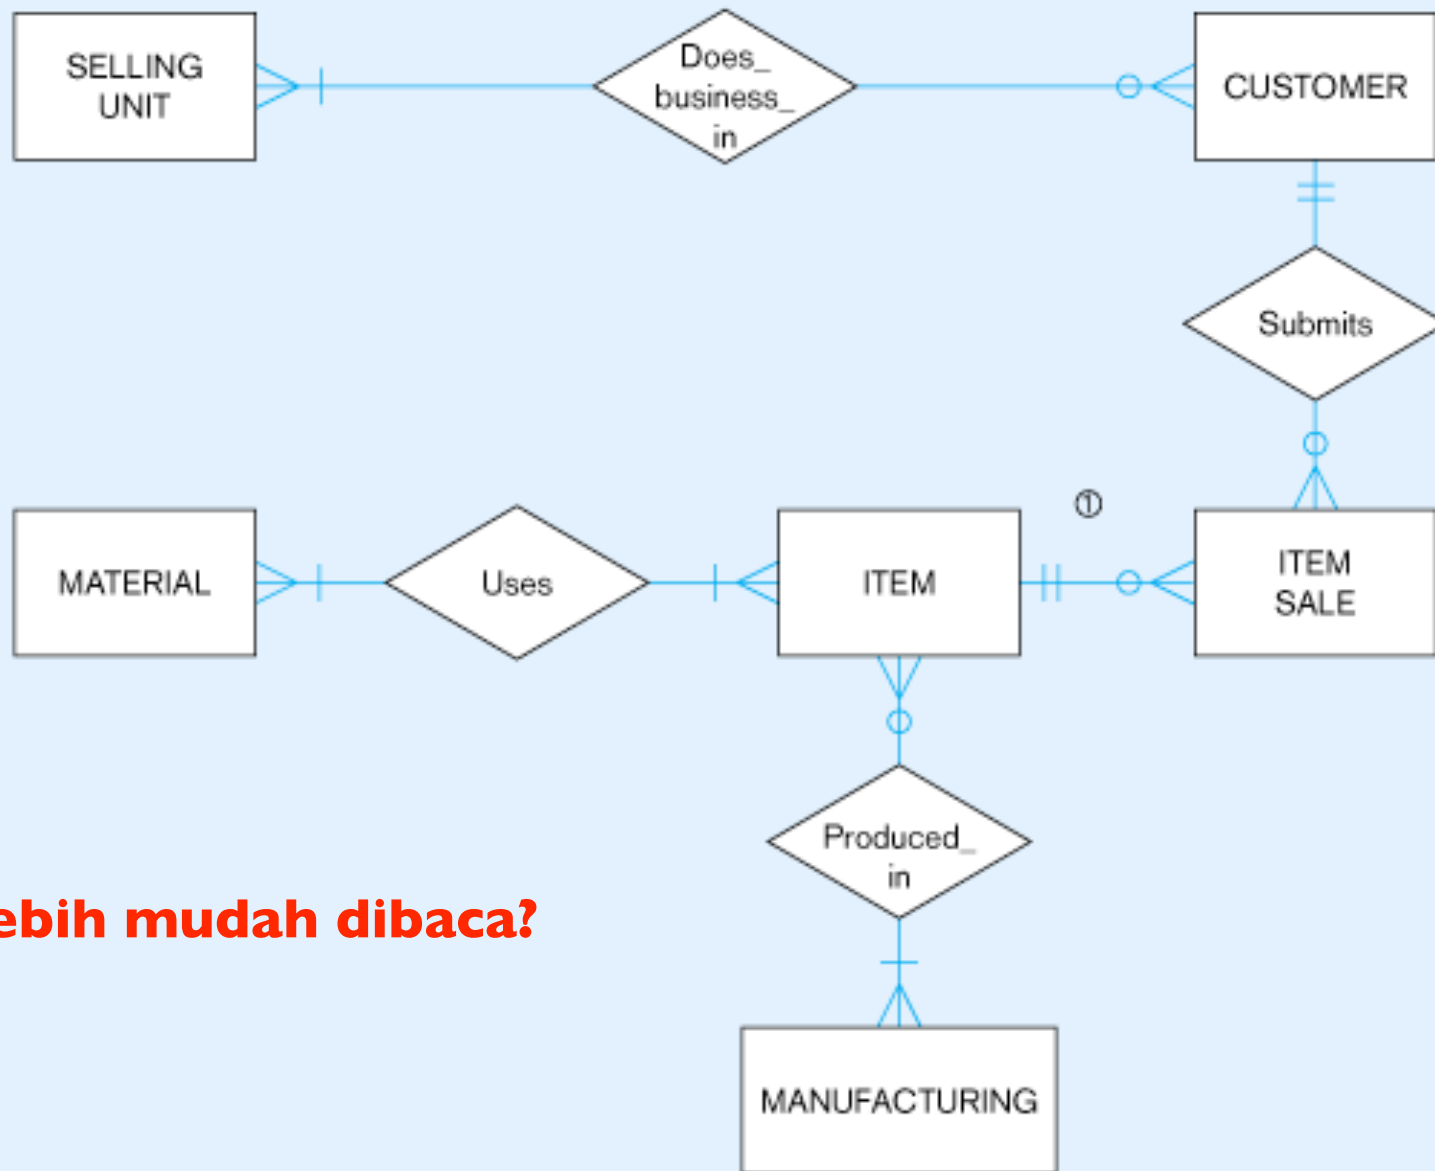 SELLING
UNIT
Does_
business_
in
CUSTOMER
Submits
①
MATERIAL
Uses
ITEM
ITEM
SALE
Produced_
in
ebih mudah dibaca?
MANUFACTURING